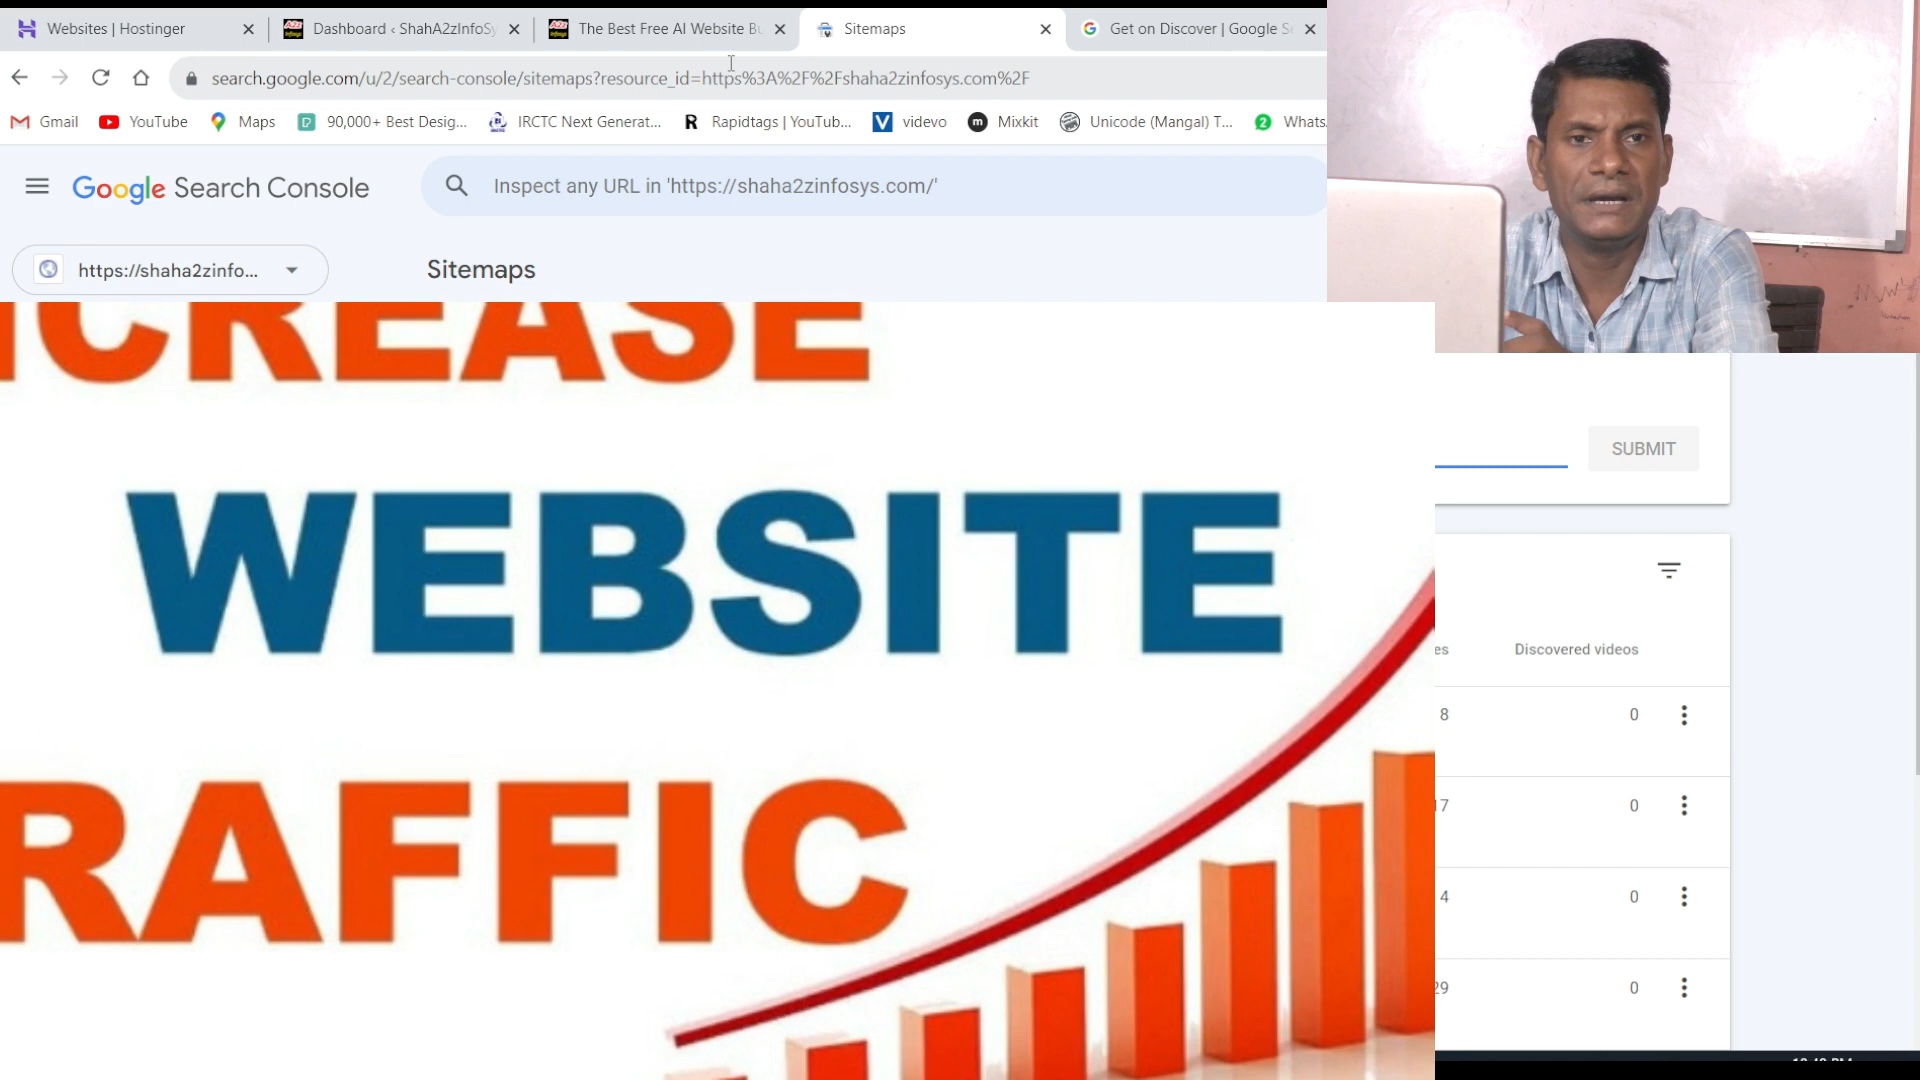 Websites | Hostinger
Dashboard ‹ ShahA2zInfoSy
The Best Free AI Website Bu
Sitemaps
Get on Discover | Google Se
search.google.com/u/2/search-console/sitemaps?resource_id=https%3A%2F%2Fshaha2zinfosys.com%2F
Gmail
YouTube
Maps
90,000+ Best Desig...
IRCTC Next Generat...
Rapidtags | YouTub...
videvo
Mixkit
Unicode (Mangal) T...
Whats
Google Search Console
Inspect any URL in 'https://shaha2zinfosys.com/'
https://shaha2zinfo...
Sitemaps
CREASE
SUBMIT
WEBSITE
es
Discovered videos
8
0
RAFFIC
17
0
4
0
29
0